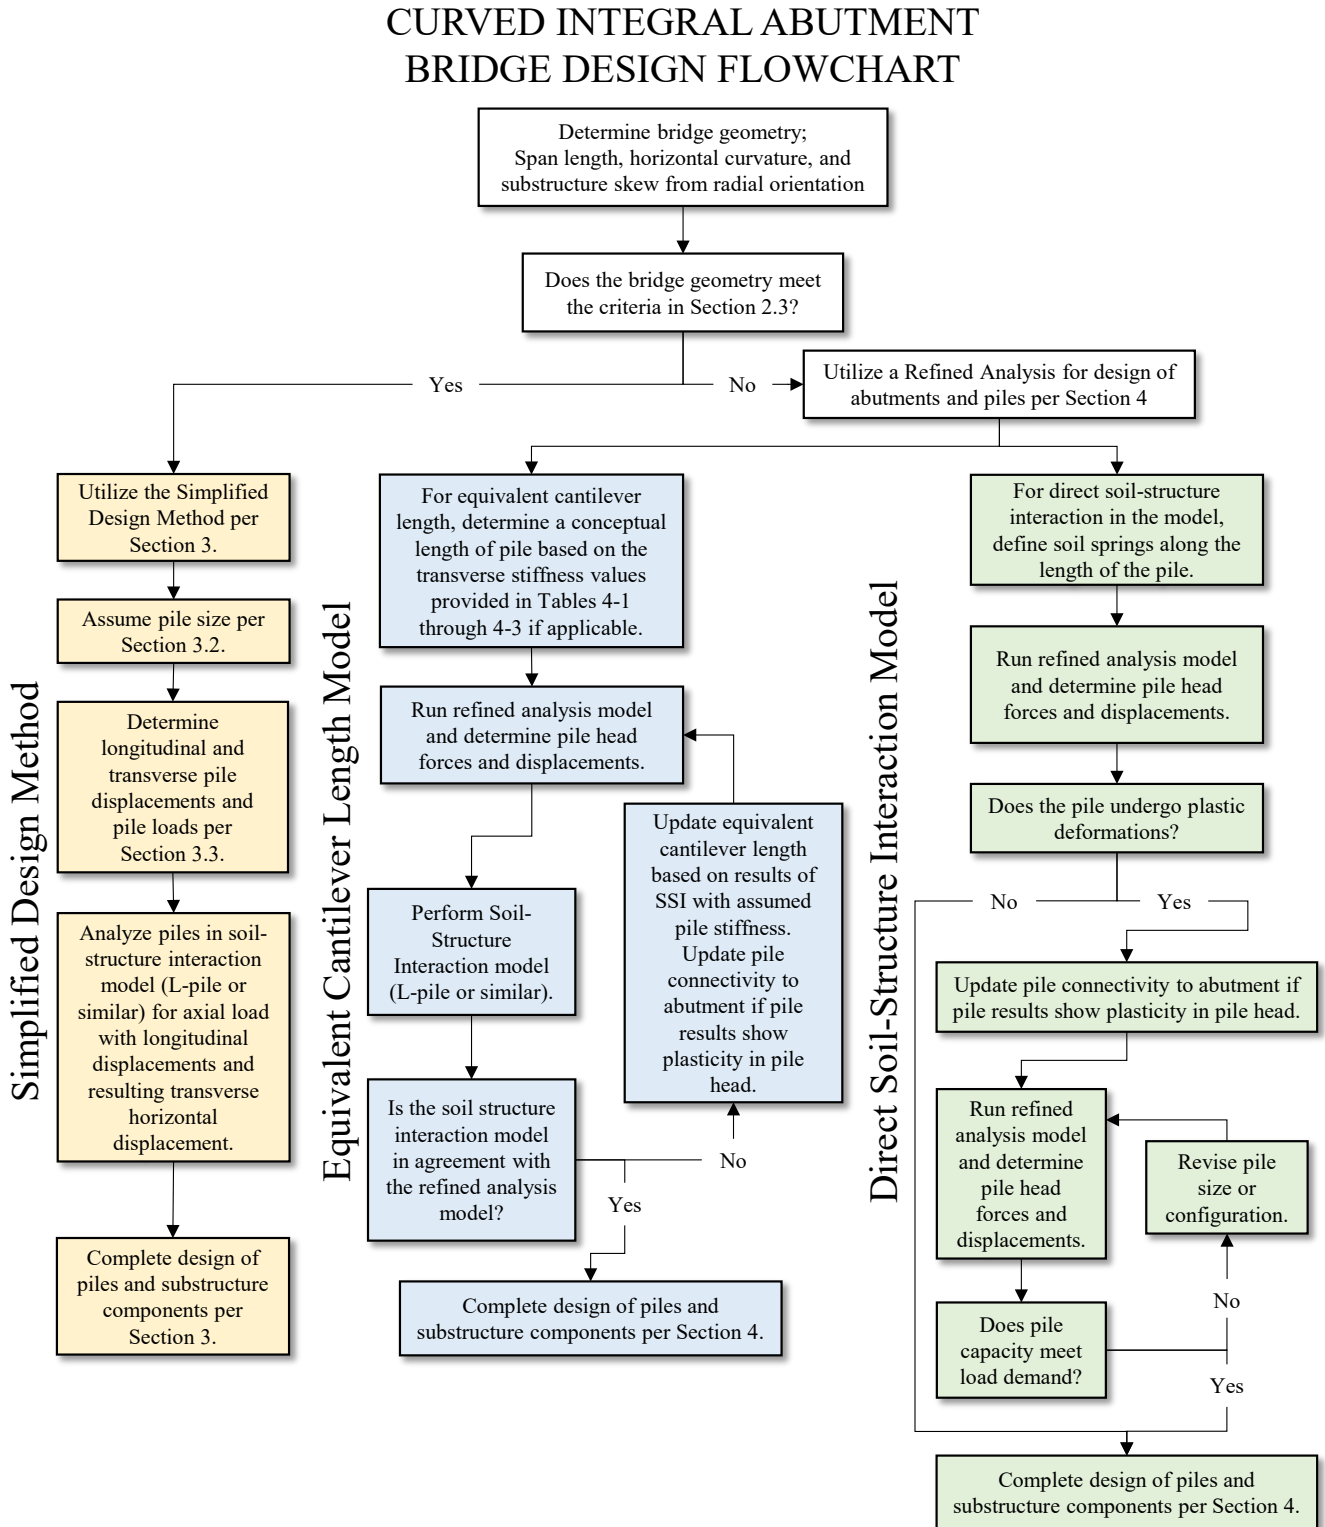 CURVED INTEGRAL ABUTMENT
BRIDGE DESIGN FLOWCHART
Determine bridge geometry;
Span length, horizontal curvature, and
substructure skew from radial orientation
Does the bridge geometry meet
the criteria in Section 2.3?
Yes
No
Utilize a Refined Analysis for design of
abutments and piles per Section 4
Simplified Design Method
Utilize the Simplified
Design Method per
Section 3.
Assume pile size per
Section 3.2.
Determine
longitudinal and
transverse pile
displacements and
pile loads per
Section 3.3.
Analyze piles in soil-
structure interaction
model (L-pile or
similar) for axial load
with longitudinal
displacements and
resulting transverse
horizontal
displacement.
Complete design of
piles and substructure
components per
Section 3.
Equivalent Cantilever Length Model
For equivalent cantilever
length, determine a conceptual
length of pile based on the
transverse stiffness values
provided in Tables 4-1
through 4-3 if applicable.
Run refined analysis model
and determine pile head
forces and displacements.
Perform Soil-
Structure
Interaction model
(L-pile or similar).
Is the soil structure
interaction model
in agreement with
the refined analysis
model?
No
Yes
Update equivalent
cantilever length
based on results of
SSI with assumed
pile stiffness.
Update pile
connectivity to
abutment if pile
results show
plasticity in pile
head.
Complete design of piles and
substructure components per Section 4.
Direct Soil-Structure Interaction Model
For direct soil-structure
interaction in the model,
define soil springs along the
length of the pile.
Run refined analysis model
and determine pile head
forces and displacements.
Does the pile undergo plastic
deformations?
No
Yes
Update pile connectivity to abutment if
pile results show plasticity in pile head.
Run refined
analysis model
and determine
pile head
forces and
displacements.
Revise pile
size or
configuration.
No
Does pile
capacity meet
load demand?
Yes
Complete design of piles and
substructure components per Section 4.